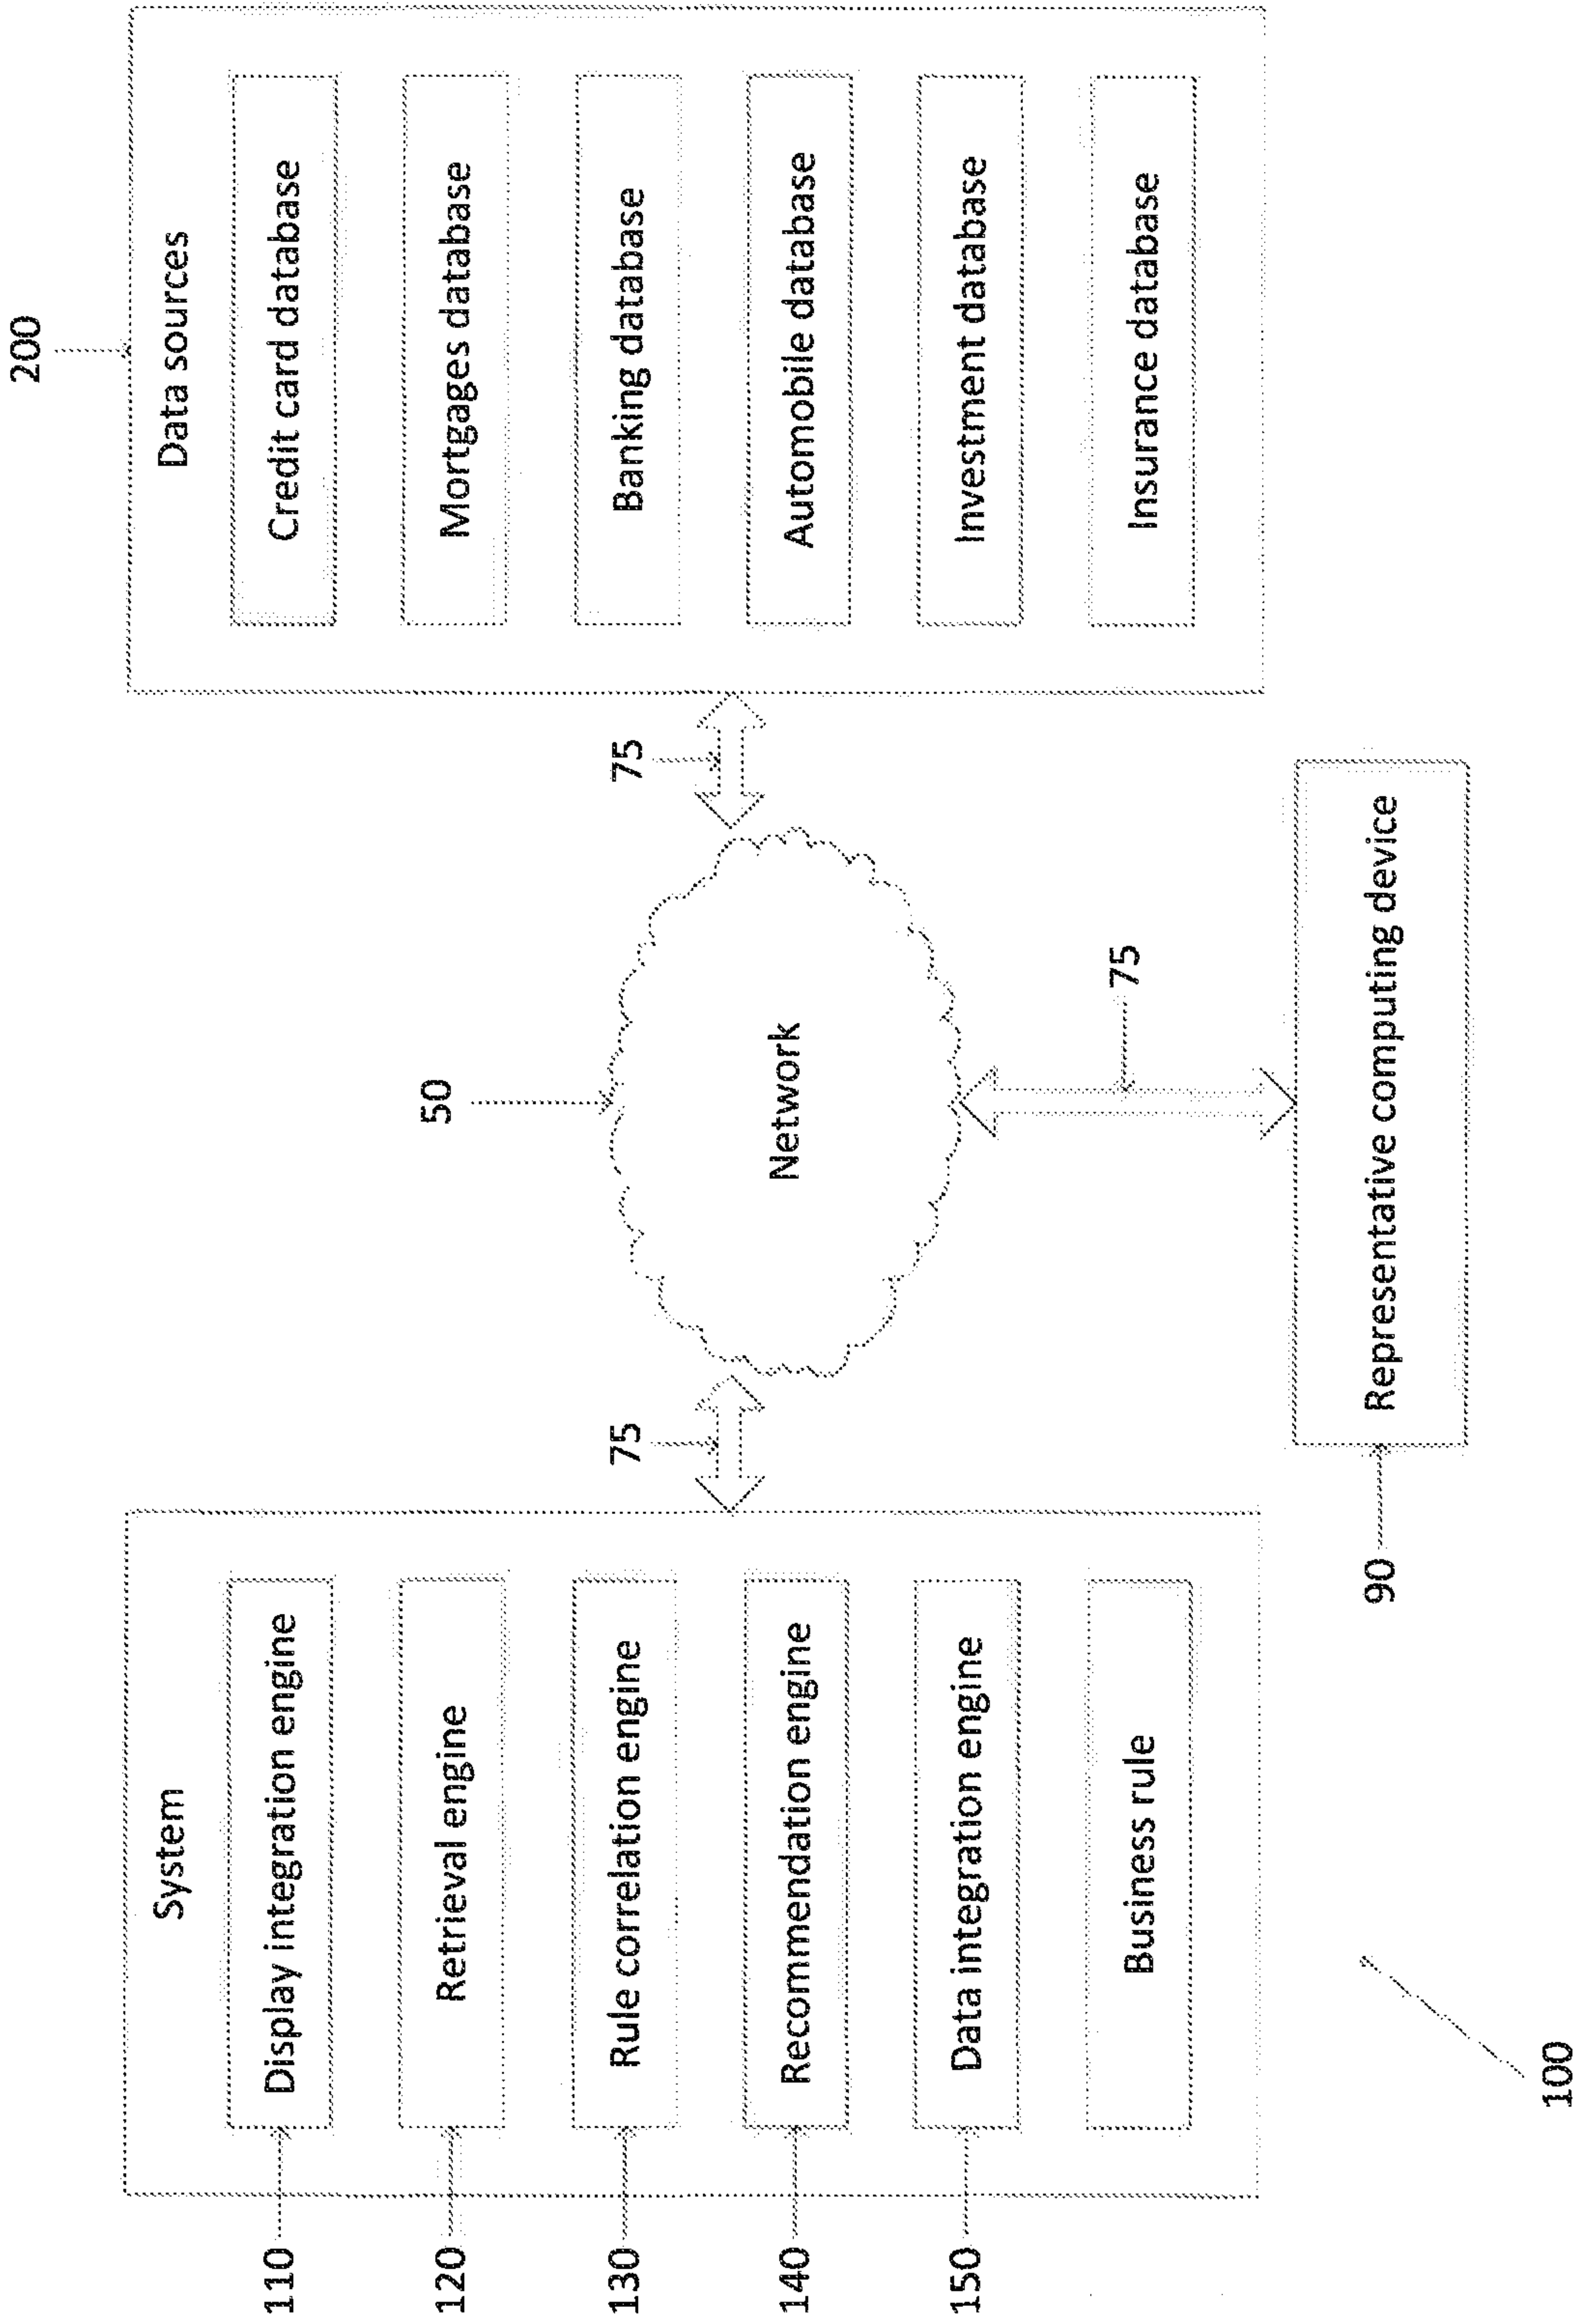 System
110
Display integration engine
120
Retrieval engine
130
Rule correlation engine
140
Recommendation engine
150
Data integration engine
Business rule
100
75
50
Network
75
75
90
Representative computing device
200
Data sources
Credit card database
Mortgages database
Banking database
Automobile database
Investment database
Insurance database